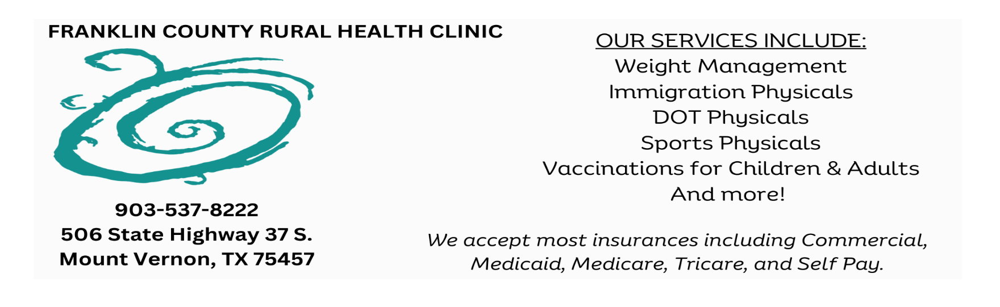 FRANKLIN COUNTY RURAL HEALTH CLINIC
903-537-8222
506 State Highway 37 S.
Mount Vernon, TX 75457
OUR SERVICES INCLUDE:
Weight Management
Immigration Physicals
DOT Physicals
Sports Physicals
Vaccinations for Children & Adults
And more!
We accept most insurances including Commercial,
Medicaid, Medicare, Tricare, and Self Pay.